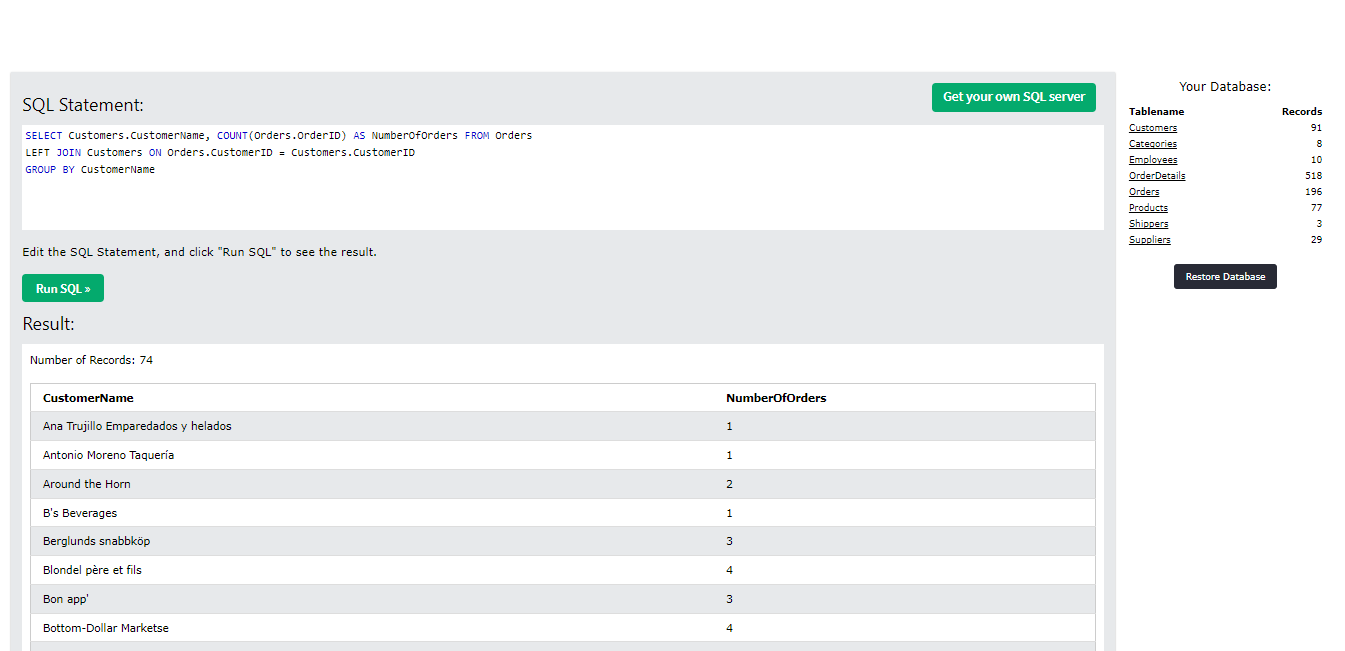 Get your own SQL server
SQL Statement:
SELECT Customers.CustomerName, COUNT(Orders.OrderID) AS NumberOfOrders FROM Orders
LEFT JOIN Customers ON Orders.CustomerID = Customers.CustomerID
GROUP BY CustomerName
Edit the SQL Statement, and click "Run SQL" to see the result.
Run SQL »
Result:
Number of Records: 74
CustomerName NumberOfOrders
Ana Trujillo Emparedados y helados 1
Antonio Moreno Taquería 1
Around the Horn 2
B's Beverages 1
Berglunds snabbköp 3
Blondel père et fils 4
Bon app' 3
Bottom-Dollar Marketse 4
Your Database:
Tablename Records
Customers 91
Categories 8
Employees 10
OrderDetails 518
Orders 196
Products 77
Shippers 3
Suppliers 29
Restore Database